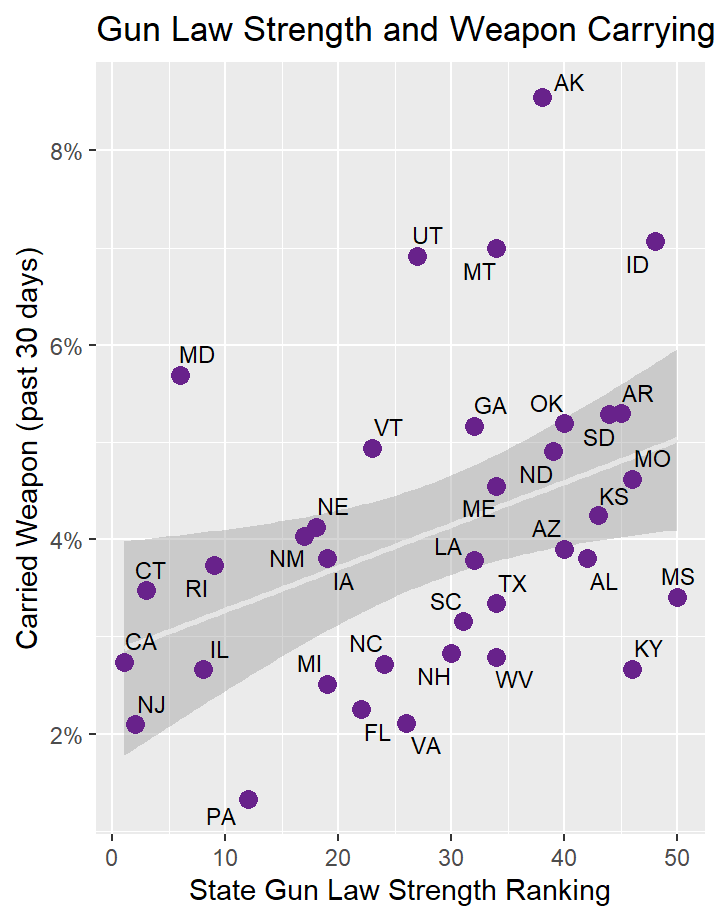 Gun Law Strength and Weapon Carrying
AK
8%
UT
MT
ID
6%
MD
AR
OK
GA
SD
VT
MO
ND
NE
ME
KS
4%
AZ
NM
LA
CT
RI
IA
TX
AL
MS
SC
CA
IL
NC
KY
MI
NH
WV
NJ
FL
VA
2%
PA
Carried Weapon (past 30 days)
0 10 20 30 40 50
State Gun Law Strength Ranking